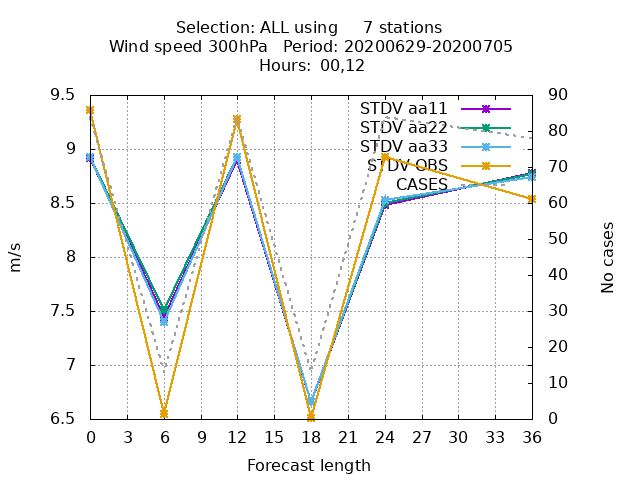 Selection: ALL using 7 stations
Wind speed 300hPa Period: 20200629-20200705
Hours: 00,12
9.5
9
8.5
8
7.5
7
6.5
m/s
STDV aa11
STDV aa22
STDV aa33
STDV OBS
CASES
90
80
70
60
50
40
30
20
10
0
No cases
0 3 6 9 12 15 18 21 24 27 30 33 36
Forecast length